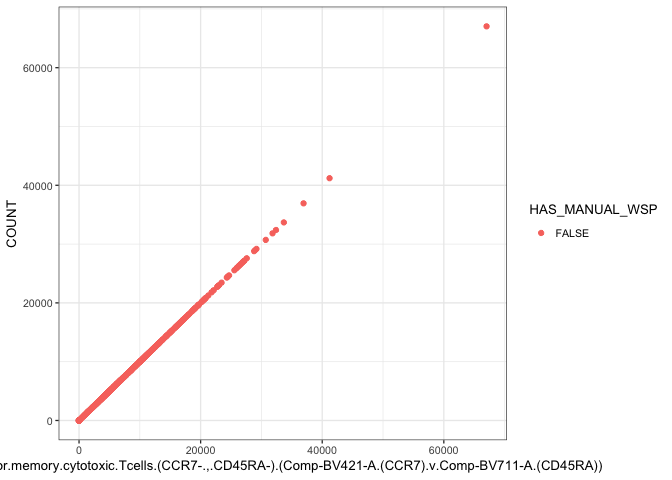 60000
40000
20000
0
COUNT
0 20000 40000 60000
or.memory.cytotoxic.Tcells.(CCR7-.,.CD45RA-).(Comp-BV421-A.(CCR7).v.Comp-BV711-A.(CD45RA))
HAS_MANUAL_WSP
FALSE